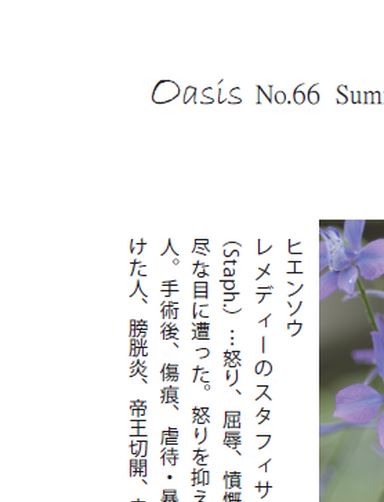 Oasis No.66 Sum
ヒエンソウ
レメディーのスタフィサ
(Staph.) …怒り、屈辱、憤慨
尽な目に遭った。怒りを抑え
人。手術後、傷痕、虐待・暴
けた人、膀胱炎、帝王切開、